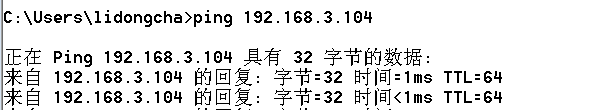 C:\Users\lidongcha>ping 192.168.3.104
正在 Ping 192.168.3.104 具有 32 字节的数据:
来自 192.168.3.104 的回复: 字节=32 时间=1ms TTL=64
来自 192.168.3.104 的回复: 字节=32 时间<1ms TTL=64